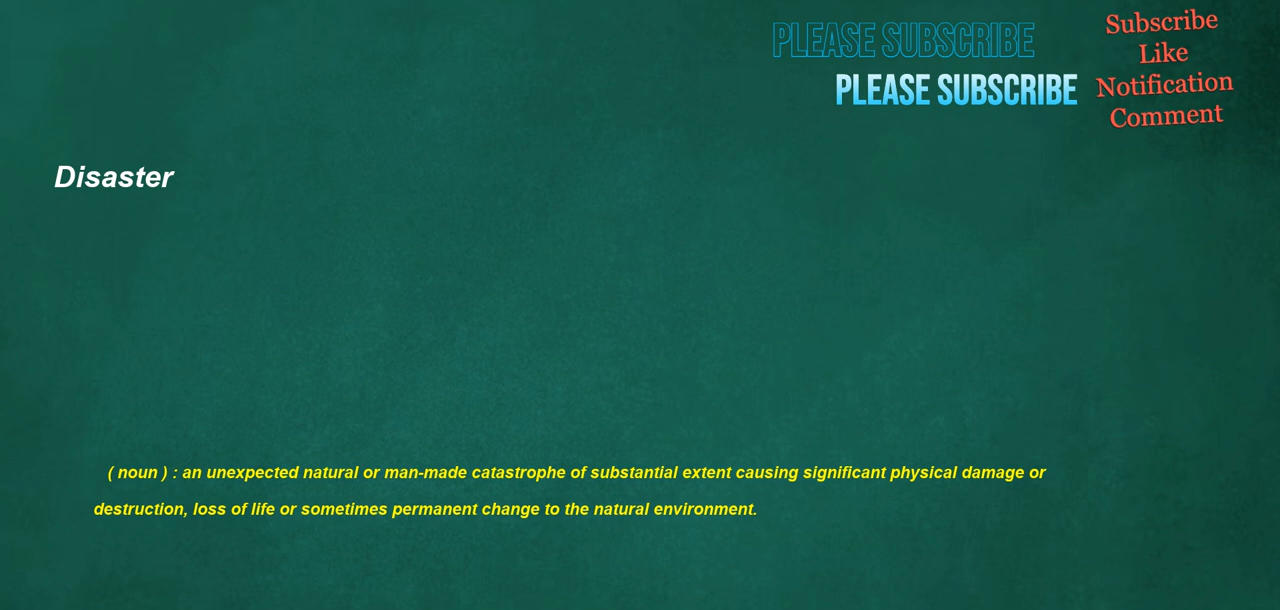 PLEASE SUBSCRIBE
PLEASE SUBSCRIBE
Subscribe
Like
Notification
Comment
Disaster
( noun ) : an unexpected natural or man-made catastrophe of substantial extent causing significant physical damage or
destruction, loss of life or sometimes permanent change to the natural environment.